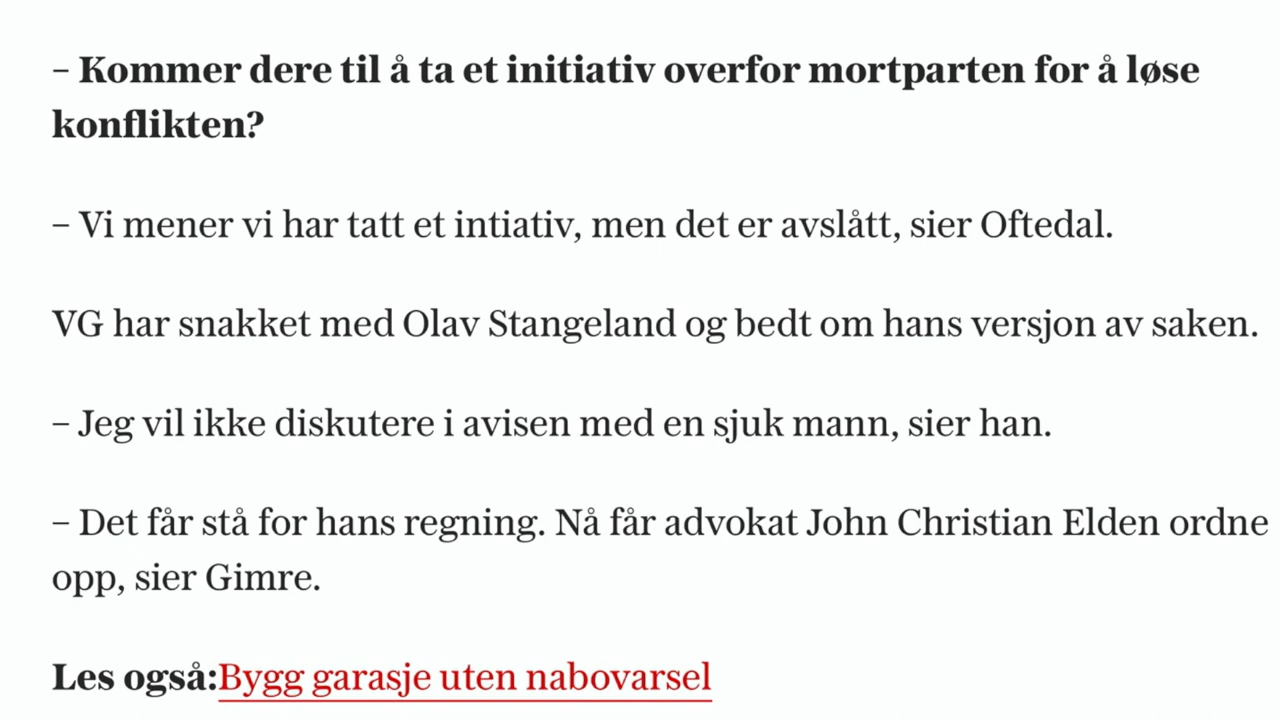 – Kommer dere til å ta et initiativ overfor mortparten for å løse
konflikten?
– Vi mener vi har tatt et intiativ, men det er avslått, sier Oftedal.
VG har snakket med Olav Stangeland og bedt om hans versjon av saken.
– Jeg vil ikke diskutere i avisen med en sjuk mann, sier han.
– Det får stå for hans regning. Nå får advokat John Christian Elden ordne
opp, sier Gimre.
Les også:Bygg garasje uten nabovarsel